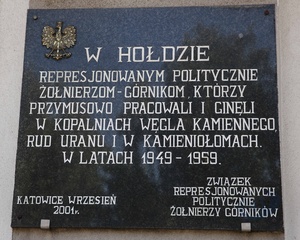 W HOŁDZIE
REPRESJONOWANYM POLITYCZNIE
ŻOŁNIERZOM-GÓRNIKOM, KTÓRZY
PRZYMUSOWO PRACOWALI I GINĘLI
W KOPALNIACH WĘGLA KAMIENNEGO,
RUD URANU I W KAMIENIOŁOMACH.
W LATACH 1949-1959.
KATOWICE WRZESIEŃ
2001r.
ZWIĄZEK
REPRESJONOWANYCH
POLITYCZNIE
ŻOŁNIERZY GÓRNIKÓW